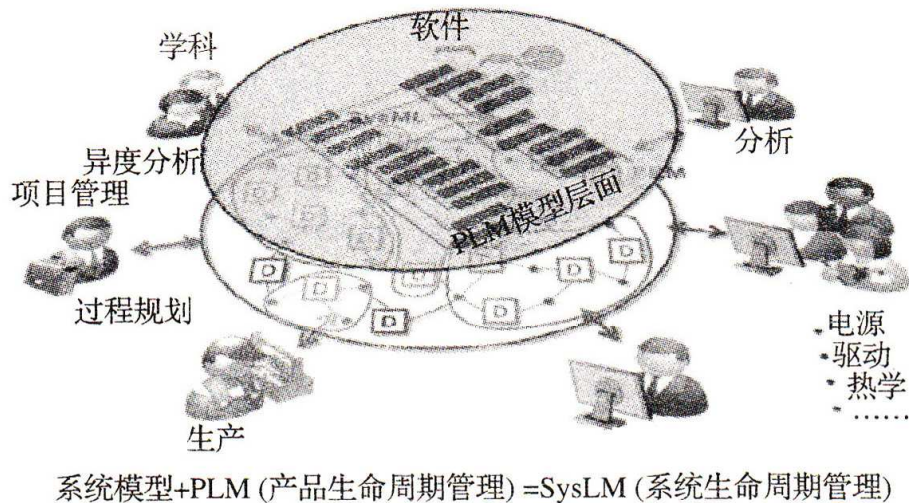 软件
学科
分析
异度分析
项目管理
PLM模型层面
过程规划
D
D
D
D
D
D
电源
驱动
热学
……
生产
系统模型+PLM (产品生命周期管理) =SysLM (系统生命周期管理)